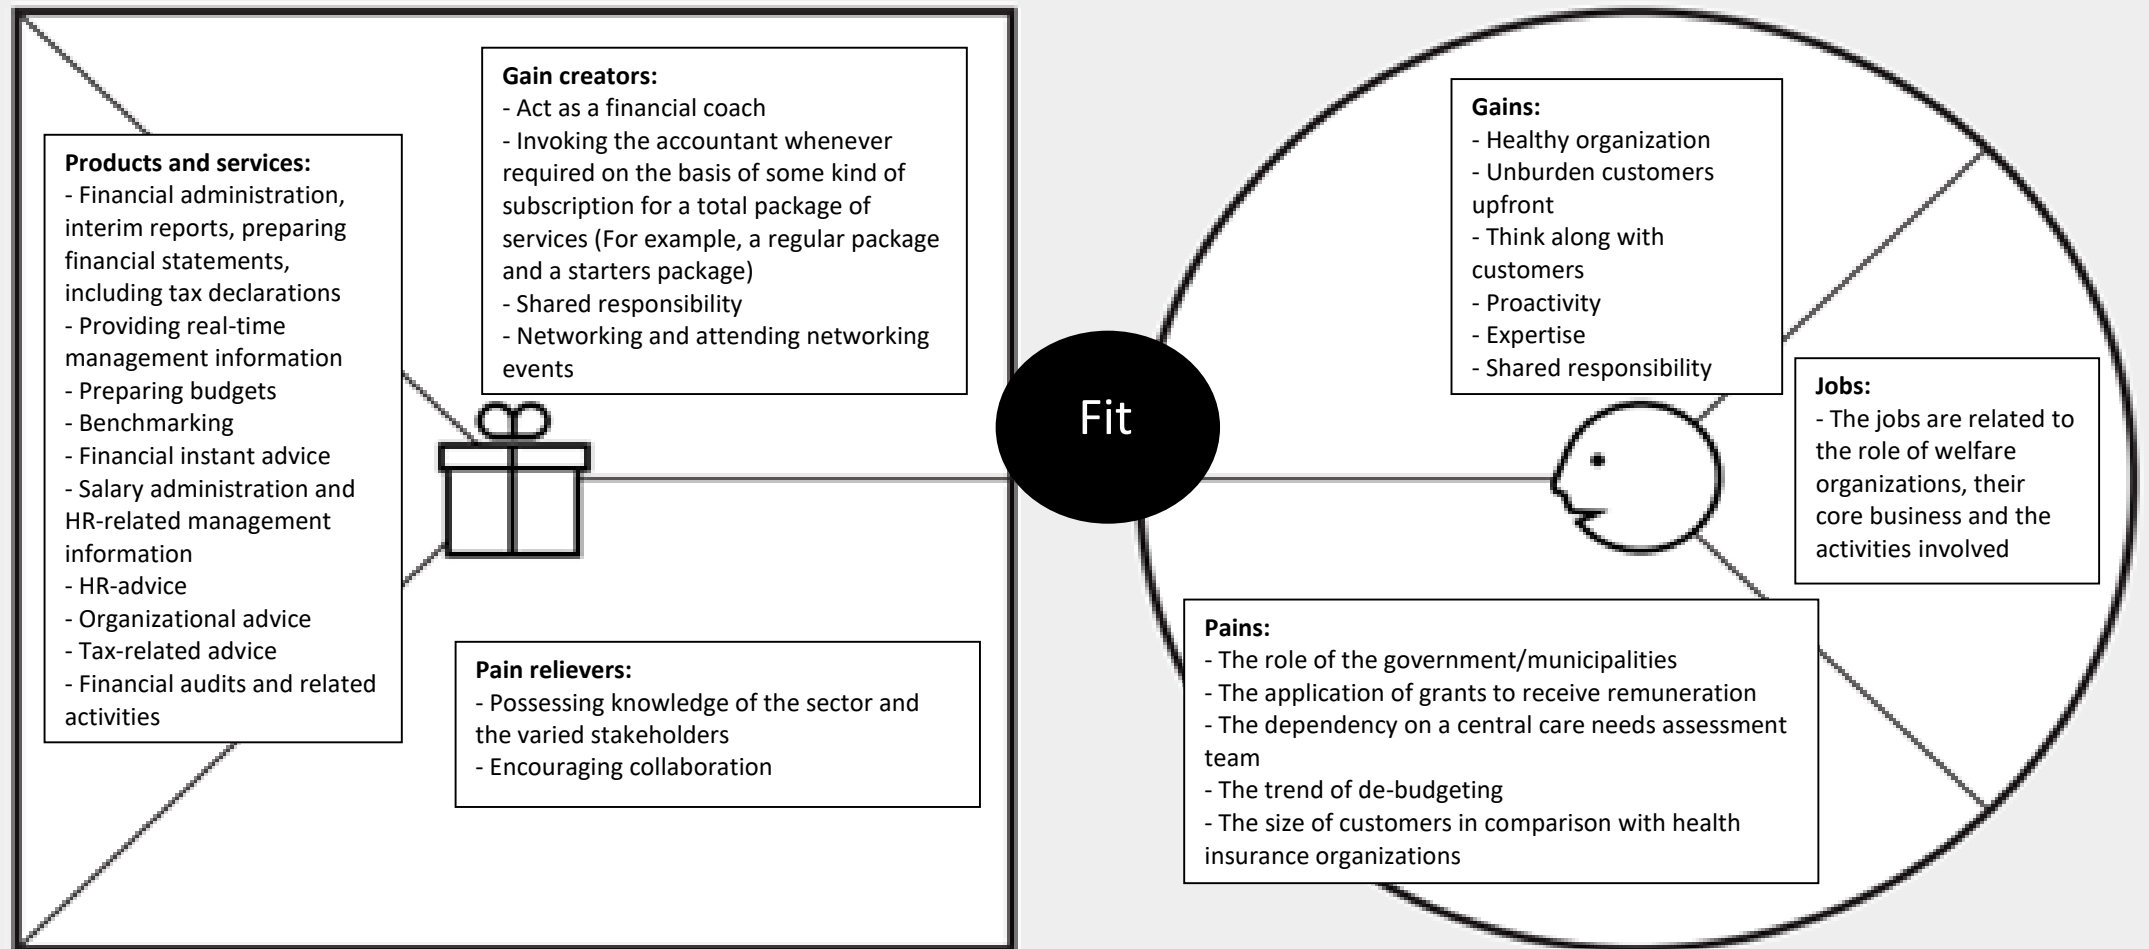 Products and services:
- Financial administration,
interim reports, preparing
financial statements,
including tax declarations
- Providing real-time
management information
- Preparing budgets
- Benchmarking
- Financial instant advice
- Salary administration and
HR-related management
information
- HR-advice
- Organizational advice
- Tax-related advice
- Financial audits and related
activities
Gain creators:
- Act as a financial coach
- Invoking the accountant whenever
required on the basis of some kind of
subscription for a total package of
services (For example, a regular package
and a starters package)
- Shared responsibility
- Networking and attending networking
events
Pain relievers:
- Possessing knowledge of the sector and
the varied stakeholders
- Encouraging collaboration
Fit
Gains:
- Healthy organization
- Unburden customers
upfront
- Think along with
customers
- Proactivity
- Expertise
- Shared responsibility
Jobs:
- The jobs are related to
the role of welfare
organizations, their
core business and the
activities involved
Pains:
- The role of the government/municipalities
- The application of grants to receive remuneration
- The dependency on a central care needs assessment
team
- The trend of de-budgeting
- The size of customers in comparison with health
insurance organizations